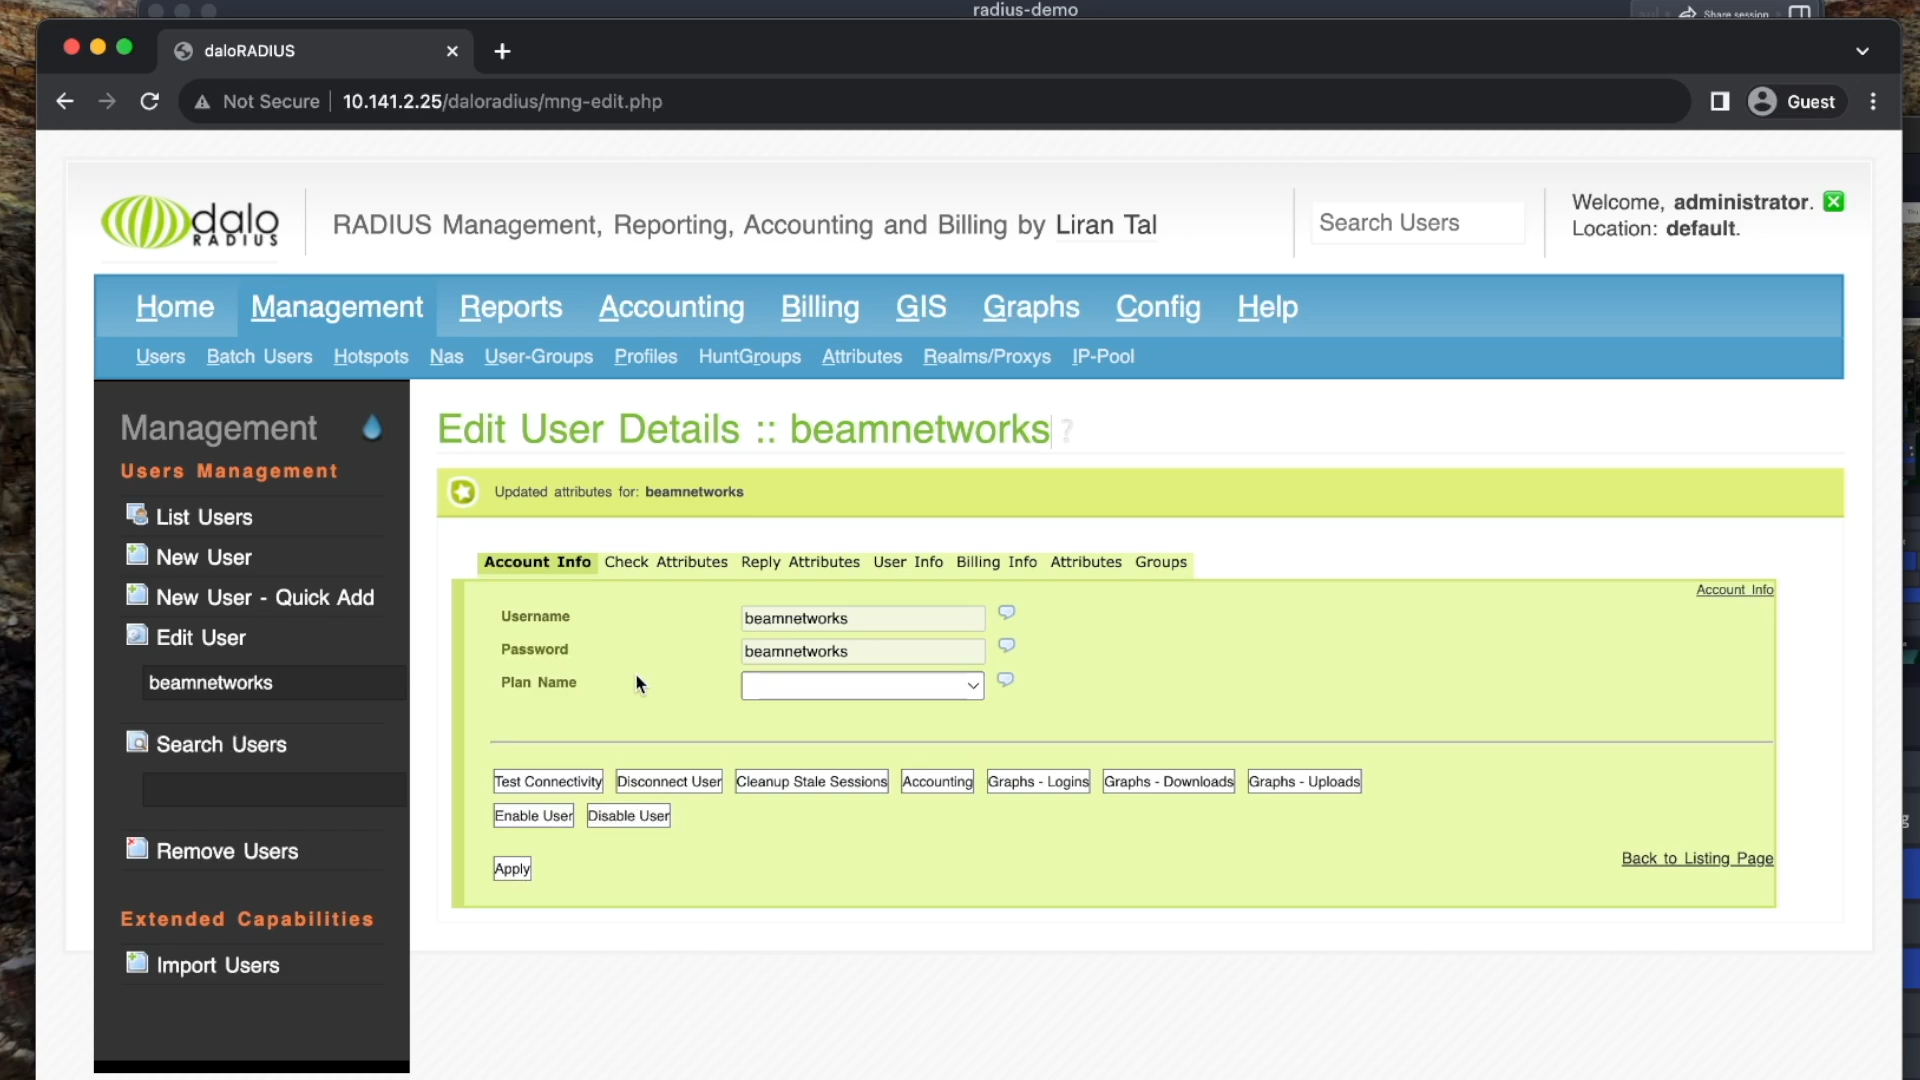 radius-demo
Share session
daloRADIUS
Not Secure 10.141.2.25/daloradius/mng-edit.php Guest
dalo RADIUS
RADIUS Management, Reporting, Accounting and Billing by Liran Tal
Search Users
Welcome, administrator.
Location: default.
Home Management Reports Accounting Billing GIS Graphs Config Help
Users Batch Users Hotspots Nas User-Groups Profiles HuntGroups Attributes Realms/Proxys IP-Pool
Management
Users Management
List Users
New User
New User - Quick Add
Edit User
beamnetworks
Search Users
Remove Users
Extended Capabilities
Import Users
Edit User Details :: beamnetworks ?
Updated attributes for: beamnetworks
Account Info Check Attributes Reply Attributes User Info Billing Info Attributes Groups
Account Info
Username beamnetworks
Password beamnetworks
Plan Name
Test Connectivity Disconnect User Cleanup Stale Sessions Accounting Graphs - Logins Graphs - Downloads Graphs - Uploads
Enable User Disable User
Apply
Back to Listing Page